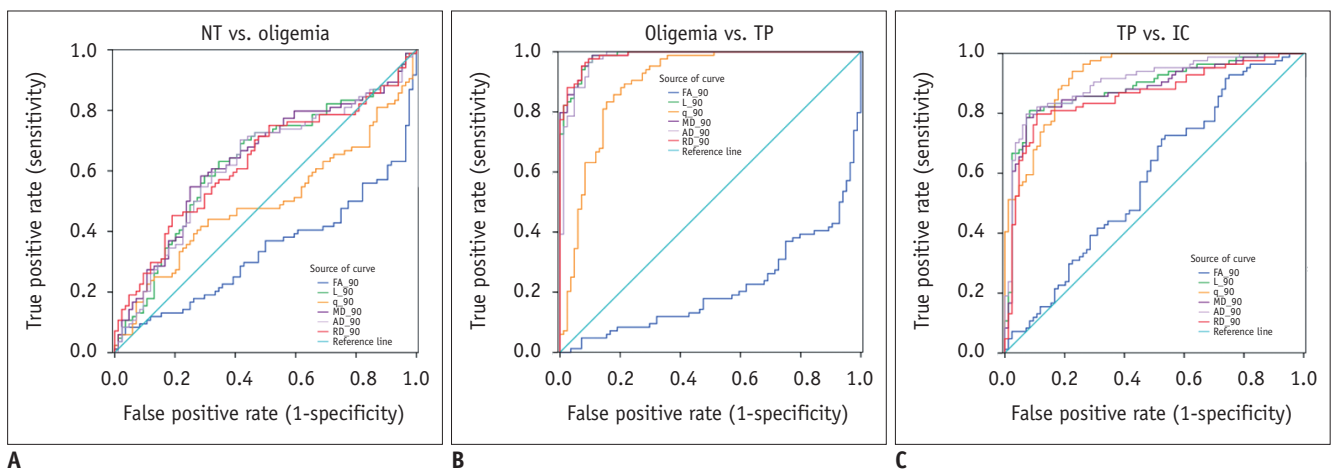 NT vs. oligemia
True positive rate (sensitivity)
1.0
0.8
0.6
0.4
0.2
0.0
Source of curve
FA_90
L_90
q_90
MD_90
AD_90
RD_90
Reference line
0.0 0.2 0.4 0.6 0.8 1.0
False positive rate (1-specificity)
A
Oligemia vs. TP
True positive rate (sensitivity)
1.0
0.8
0.6
0.4
0.2
0.0
Source of curve
FA_90
L_90
q_90
MD_90
AD_90
RD_90
Reference line
0.0 0.2 0.4 0.6 0.8 1.0
False positive rate (1-specificity)
B
TP vs. IC
True positive rate (sensitivity)
1.0
0.8
0.6
0.4
0.2
0.0
Source of curve
FA_90
L_90
q_90
MD_90
AD_90
RD_90
Reference line
0.0 0.2 0.4 0.6 0.8 1.0
False positive rate (1-specificity)
C